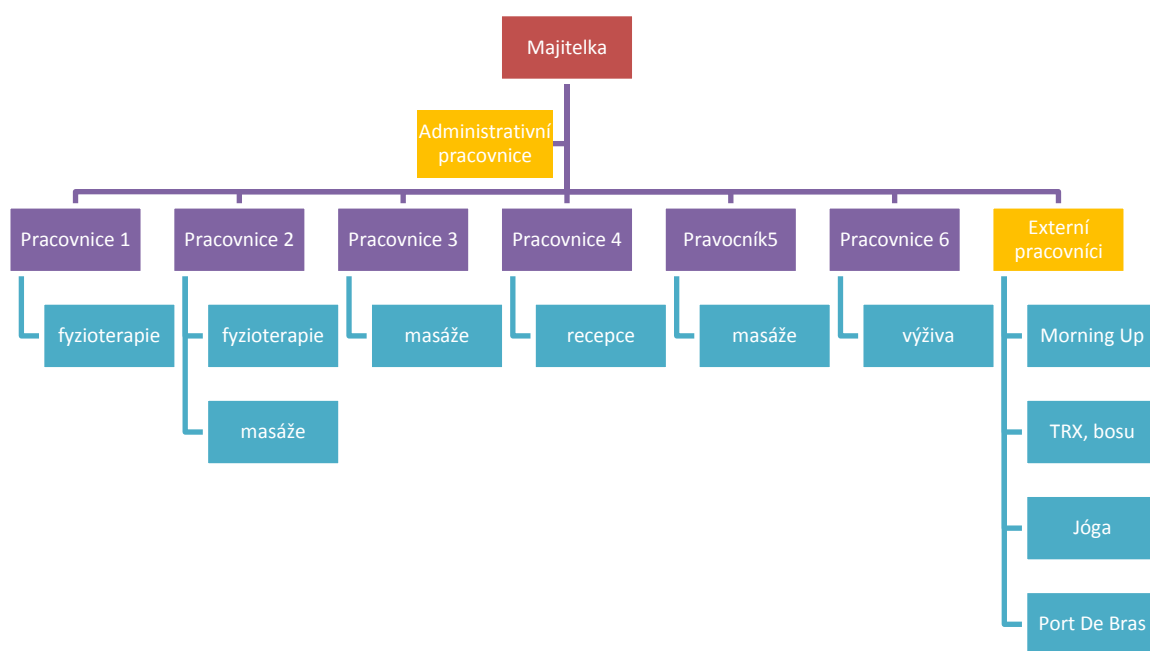 Majitelka
Administrativní
pracovnice
Pracovnice 1
Pracovnice 2
Pracovnice 3
Pracovnice 4
Pravocník5
Pracovnice 6
Externí
pracovníci
fyzioterapie
fyzioterapie
masáže
recepce
masáže
výživa
Morning Up
masáže
TRX, bosu
Jóga
Port De Bras